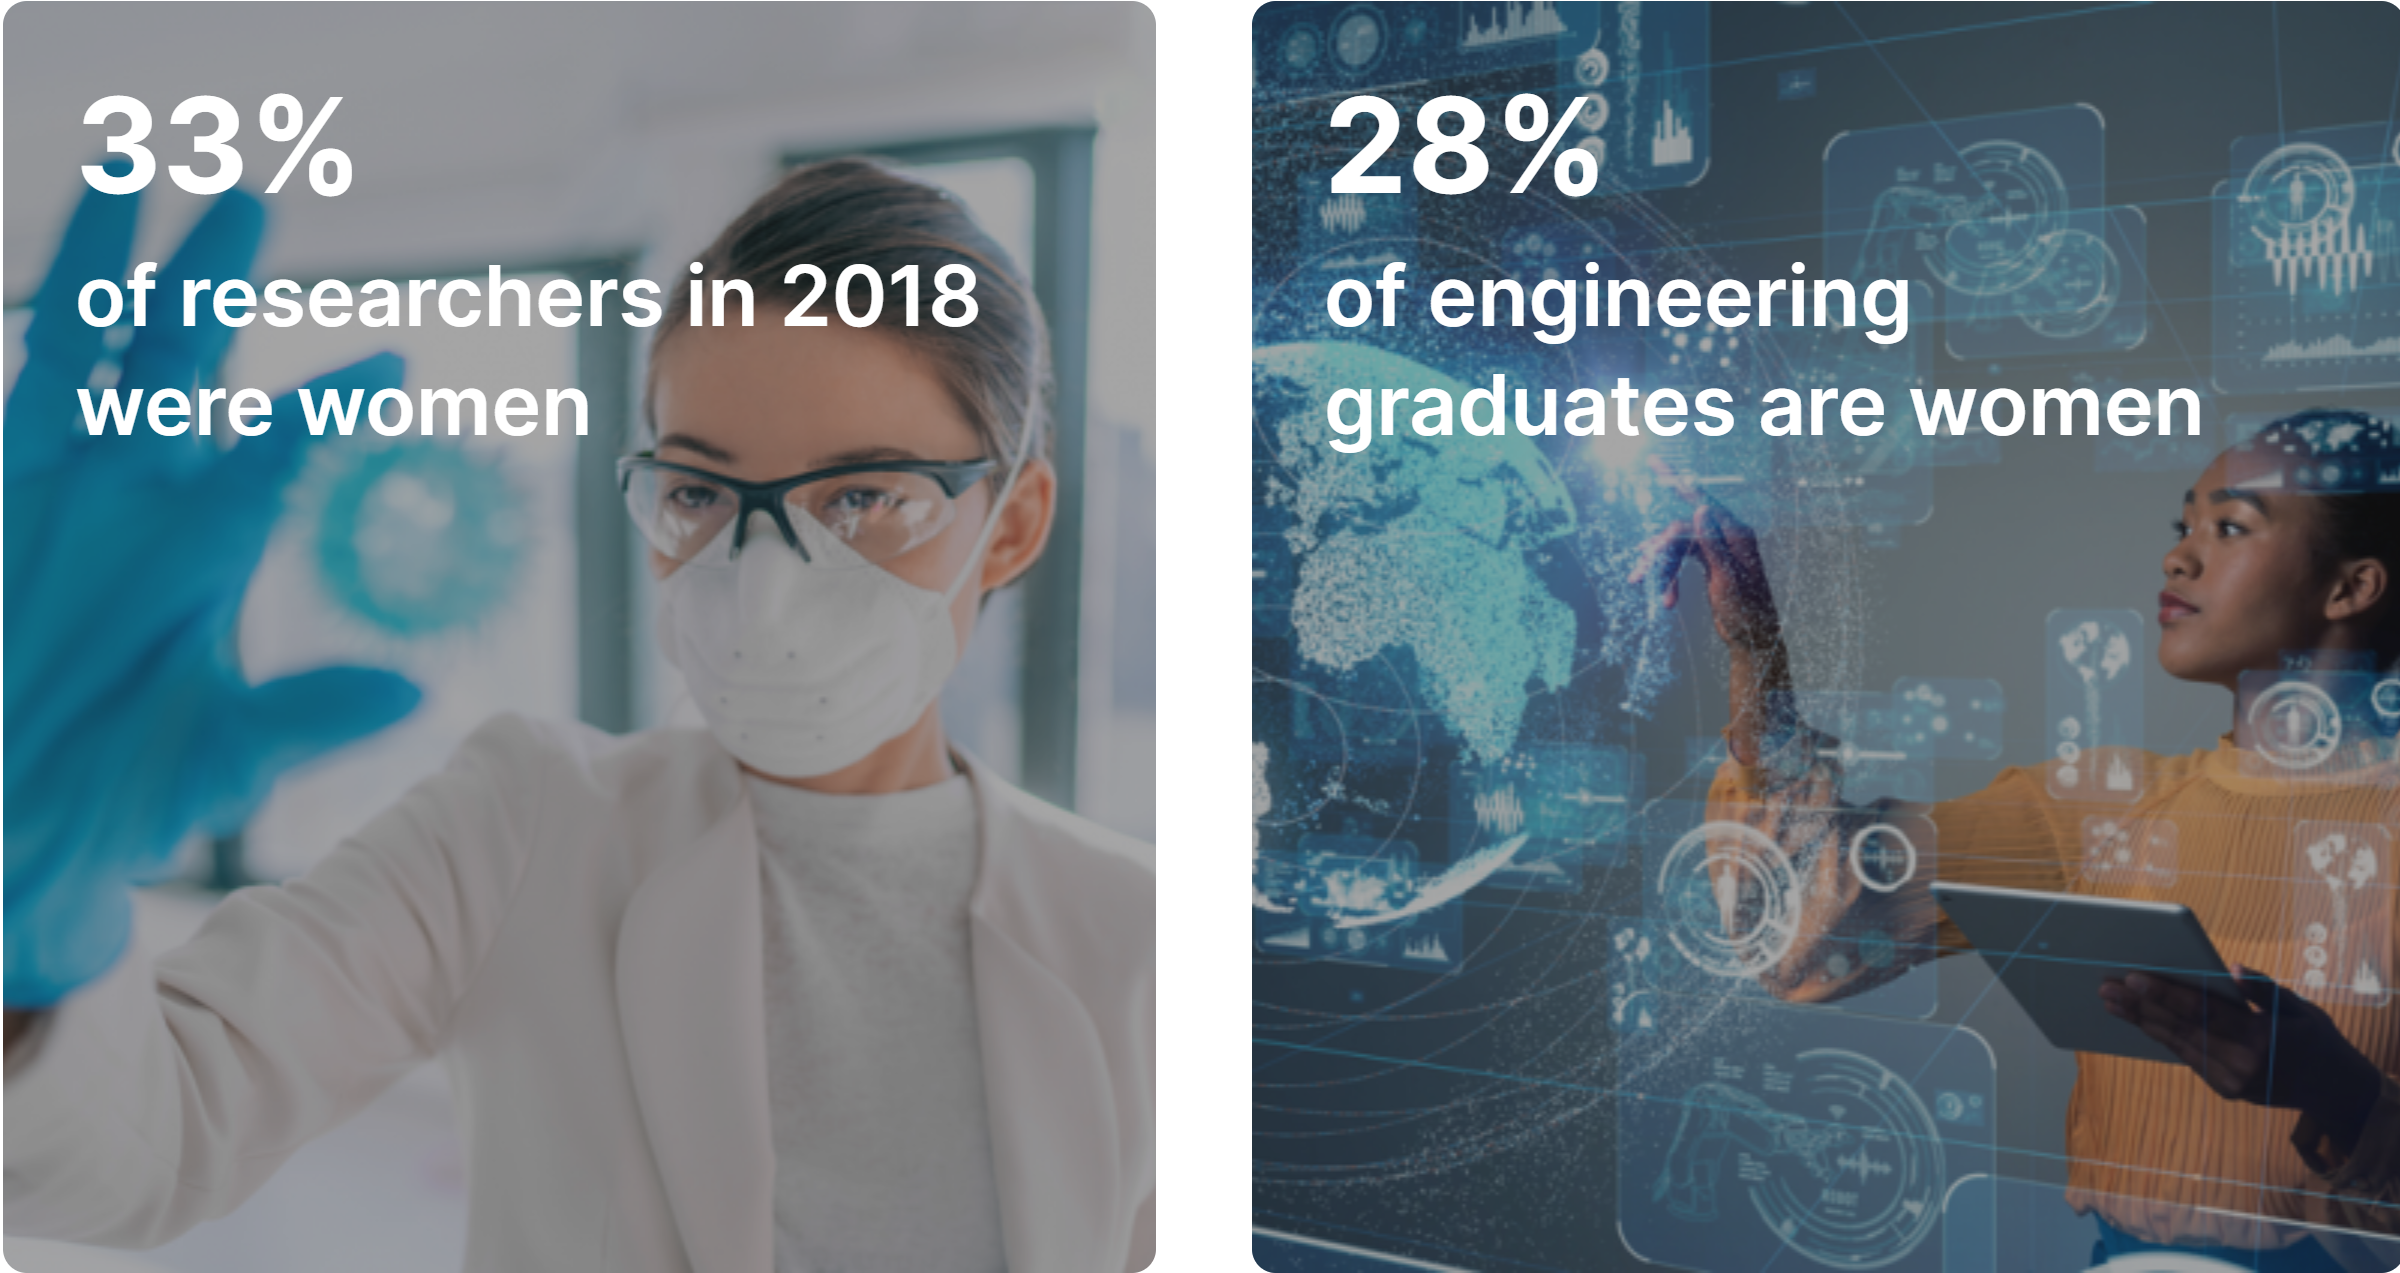 33%
of researchers in 2018
were women
28%
of engineering
graduates are women